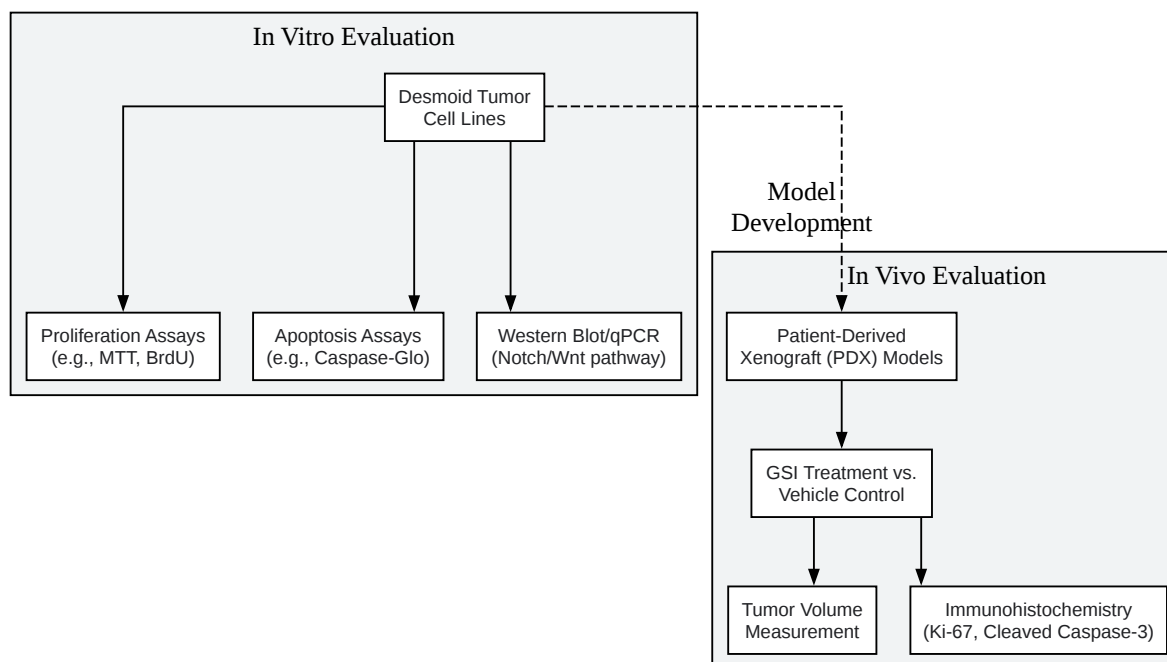 In Vitro Evaluation
Desmoid Tumor
Cell Lines
Model
Development
Proliferation Assays
(e.g., MTT, BrdU)
Apoptosis Assays
(e.g., Caspase-Glo)
Western Blot/qPCR
(Notch/Wnt pathway)
In Vivo Evaluation
Patient-Derived
Xenograft (PDX) Models
GSI Treatment vs.
Vehicle Control
Tumor Volume
Measurement
Immunohistochemistry
(Ki-67, Cleaved Caspase-3)